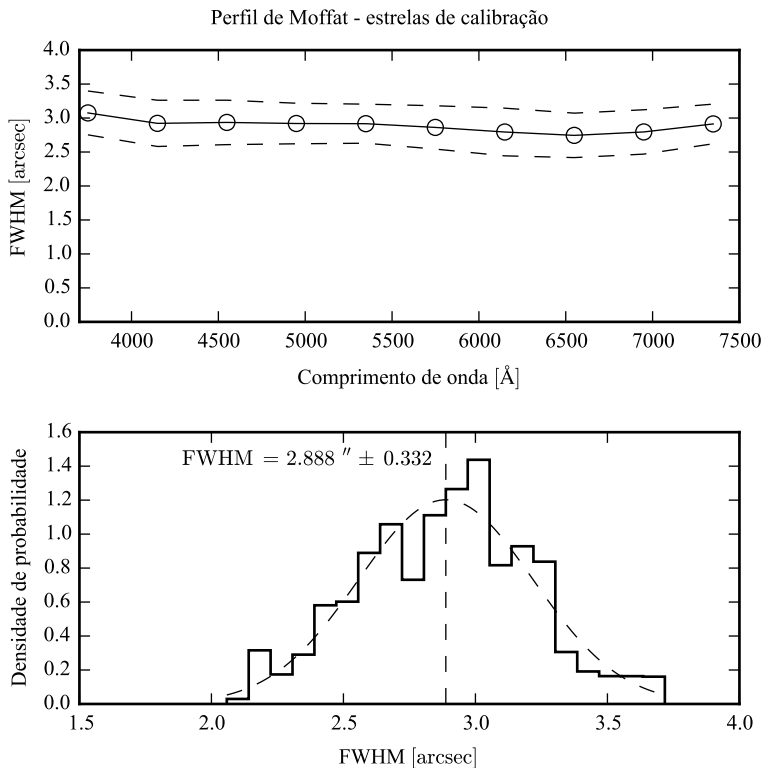 Perfil de Moffat - estrelas de calibração
4.0
3.5
3.0
2.5
2.0
1.5
1.0
0.5
0.0
FWHM [arcsec]
4000 4500 5000 5500 6000 6500 7000 7500
Comprimento de onda [Å]
1.6
1.4
1.2
1.0
0.8
0.6
0.4
0.2
0.0
Densidade de probabilidade
FWHM = 2.888 ″ ± 0.332
1.5 2.0 2.5 3.0 3.5 4.0
FWHM [arcsec]